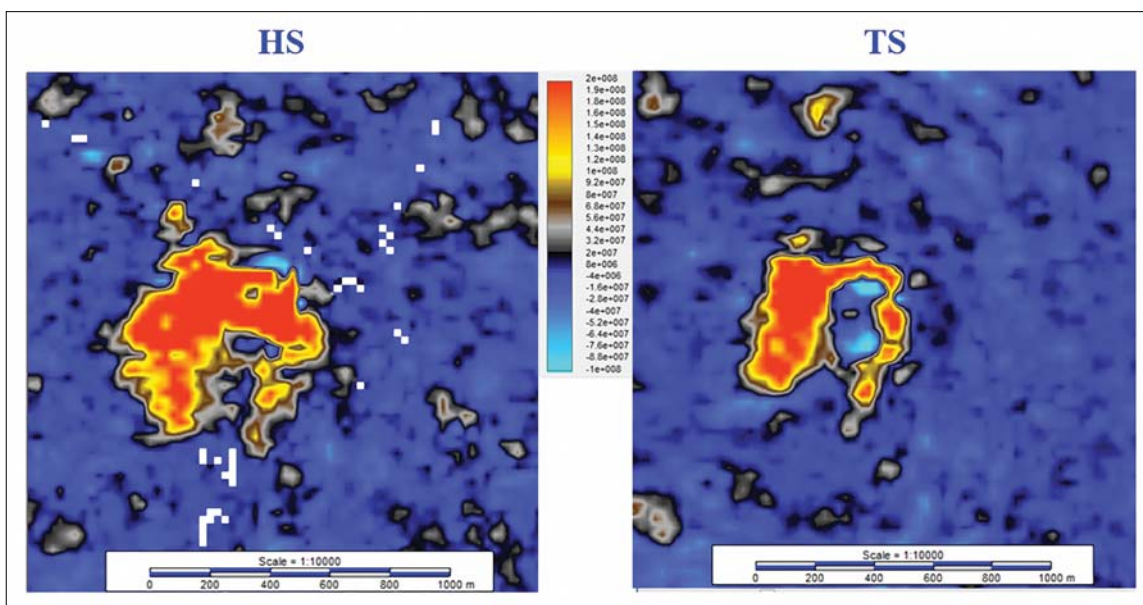 HS
TS
2e+008
1.9e+008
1.8e+008
1.6e+008
1.5e+008
1.4e+008
1.3e+008
1.2e+008
1e+008
9.2e+007
8e+007
6.8e+007
5.6e+007
4.4e+007
3.2e+007
2e+007
8e+006
-4e+006
-1.6e+007
-2.8e+007
-4e+007
-5.2e+007
-6.4e+007
-7.6e+007
-8.8e+007
-1e+008
Scale = 1:10000
0 200 400 600 800 1000 m
Scale = 1:10000
0 200 400 600 800 1000 m